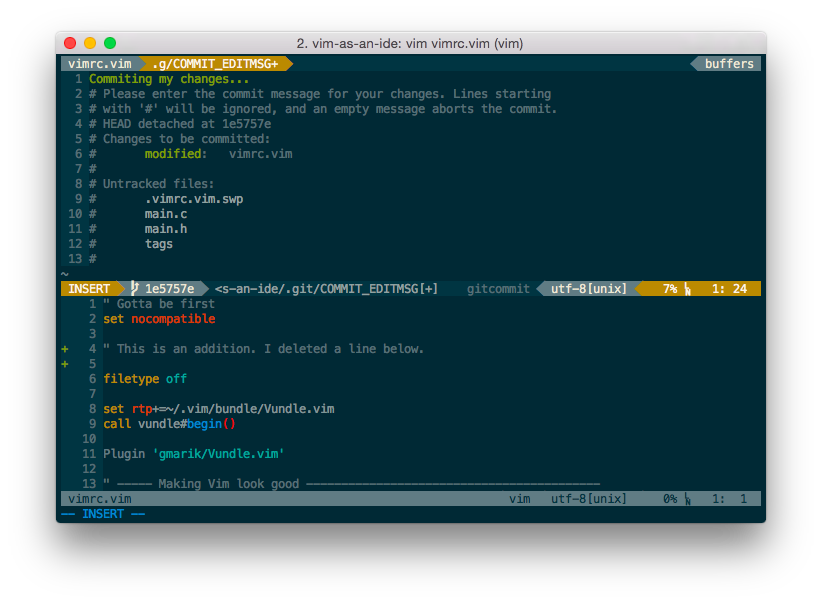 2. vim-as-an-ide: vim vimrc.vim (vim)
vimrc.vim .g/COMMIT_EDITMSG+ buffers
1 Commiting my changes...
2 # Please enter the commit message for your changes. Lines starting
3 # with '#' will be ignored, and an empty message aborts the commit.
4 # HEAD detached at 1e5757e
5 # Changes to be committed:
6 #       modified:   vimrc.vim
7 #
8 # Untracked files:
9 #       .vimrc.vim.swp
10 #       main.c
11 #       main.h
12 #       tags
13 #
~
INSERT 1e5757e <s-an-ide/.git/COMMIT_EDITMSG[+] gitcommit utf-8[unix] 7% LN 1: 24
1 " Gotta be first
2 set nocompatible
3
+ 4 " This is an addition. I deleted a line below.
+ 5
6 filetype off
7
8 set rtp+=~/.vim/bundle/Vundle.vim
9 call vundle#begin()
10
11 Plugin 'gmarik/Vundle.vim'
12
13 " ----- Making Vim look good ------------------------------------------
vimrc.vim vim utf-8[unix] 0% LN 1: 1
-- INSERT --